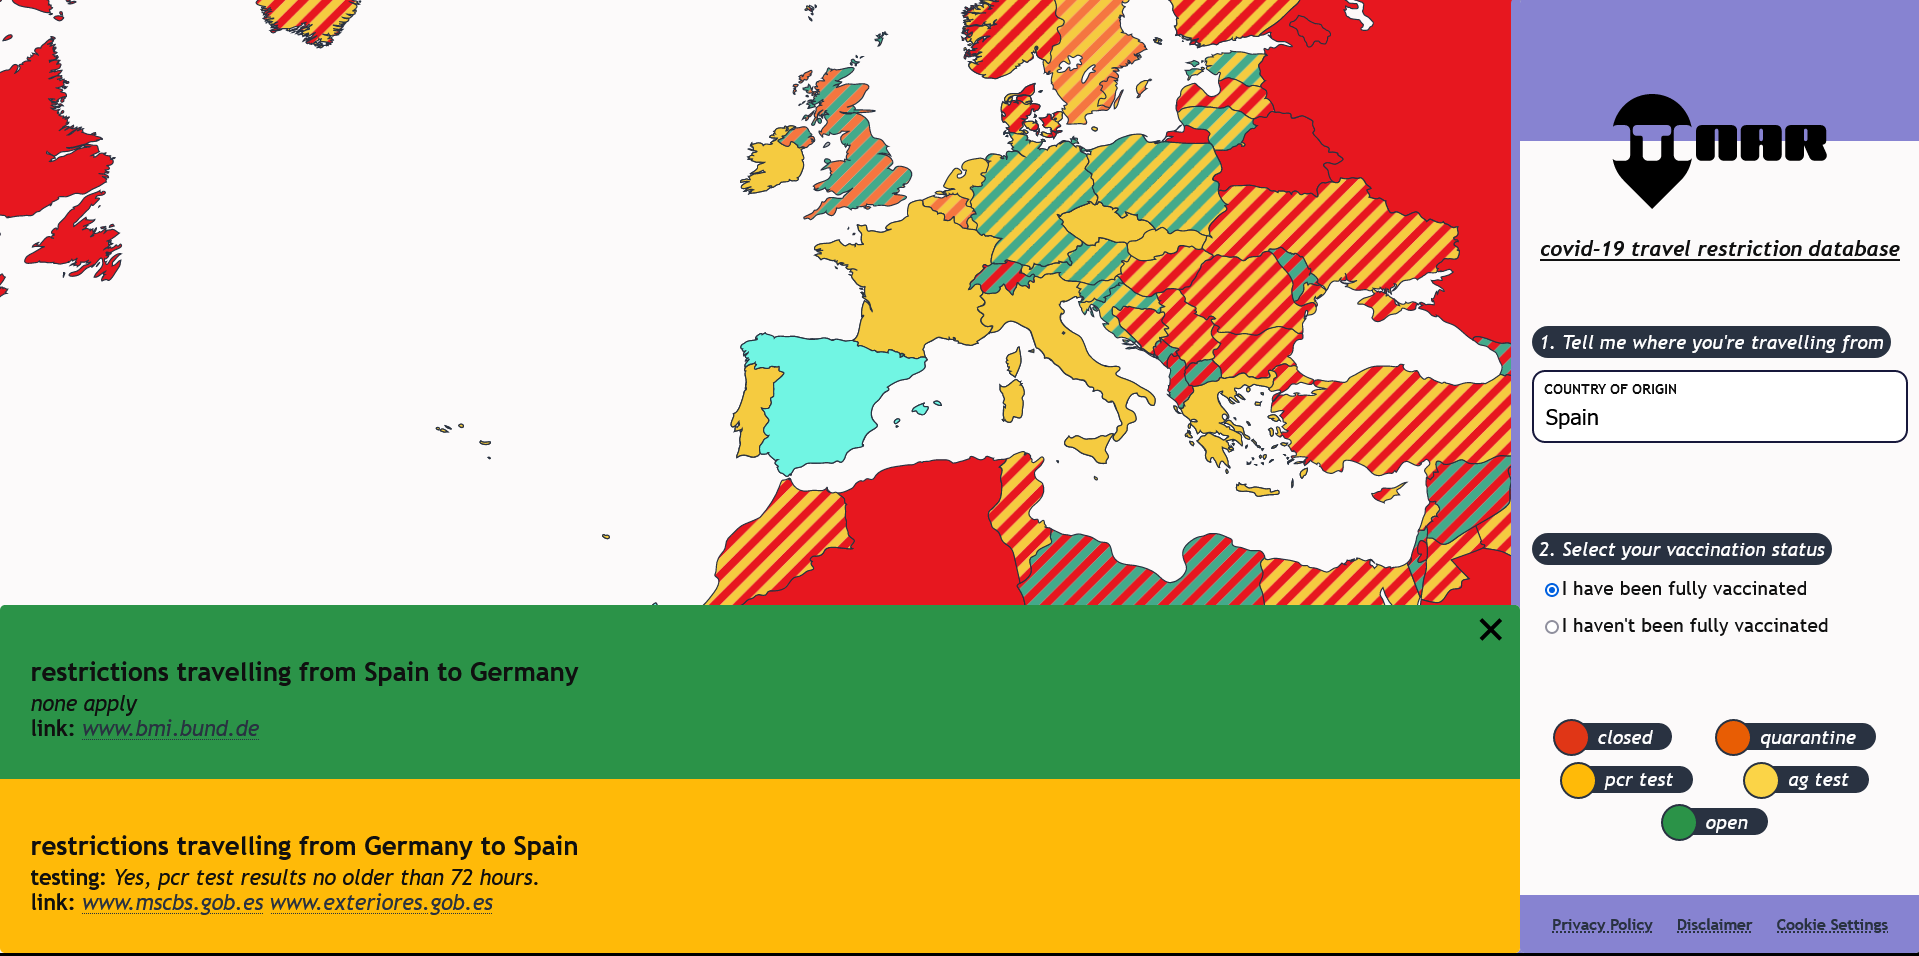 ITINAR
covid-19 travel restriction database
1. Tell me where you're travelling from
COUNTRY OF ORIGIN
Spain
2. Select your vaccination status
I have been fully vaccinated
I haven't been fully vaccinated
closed
quarantine
pcr test
ag test
open
Privacy Policy Disclaimer Cookie Settings
restrictions travelling from Spain to Germany
none apply
link: www.bmi.bund.de
restrictions travelling from Germany to Spain
testing: Yes, pcr test results no older than 72 hours.
link: www.mscbs.gob.es www.exteriores.gob.es